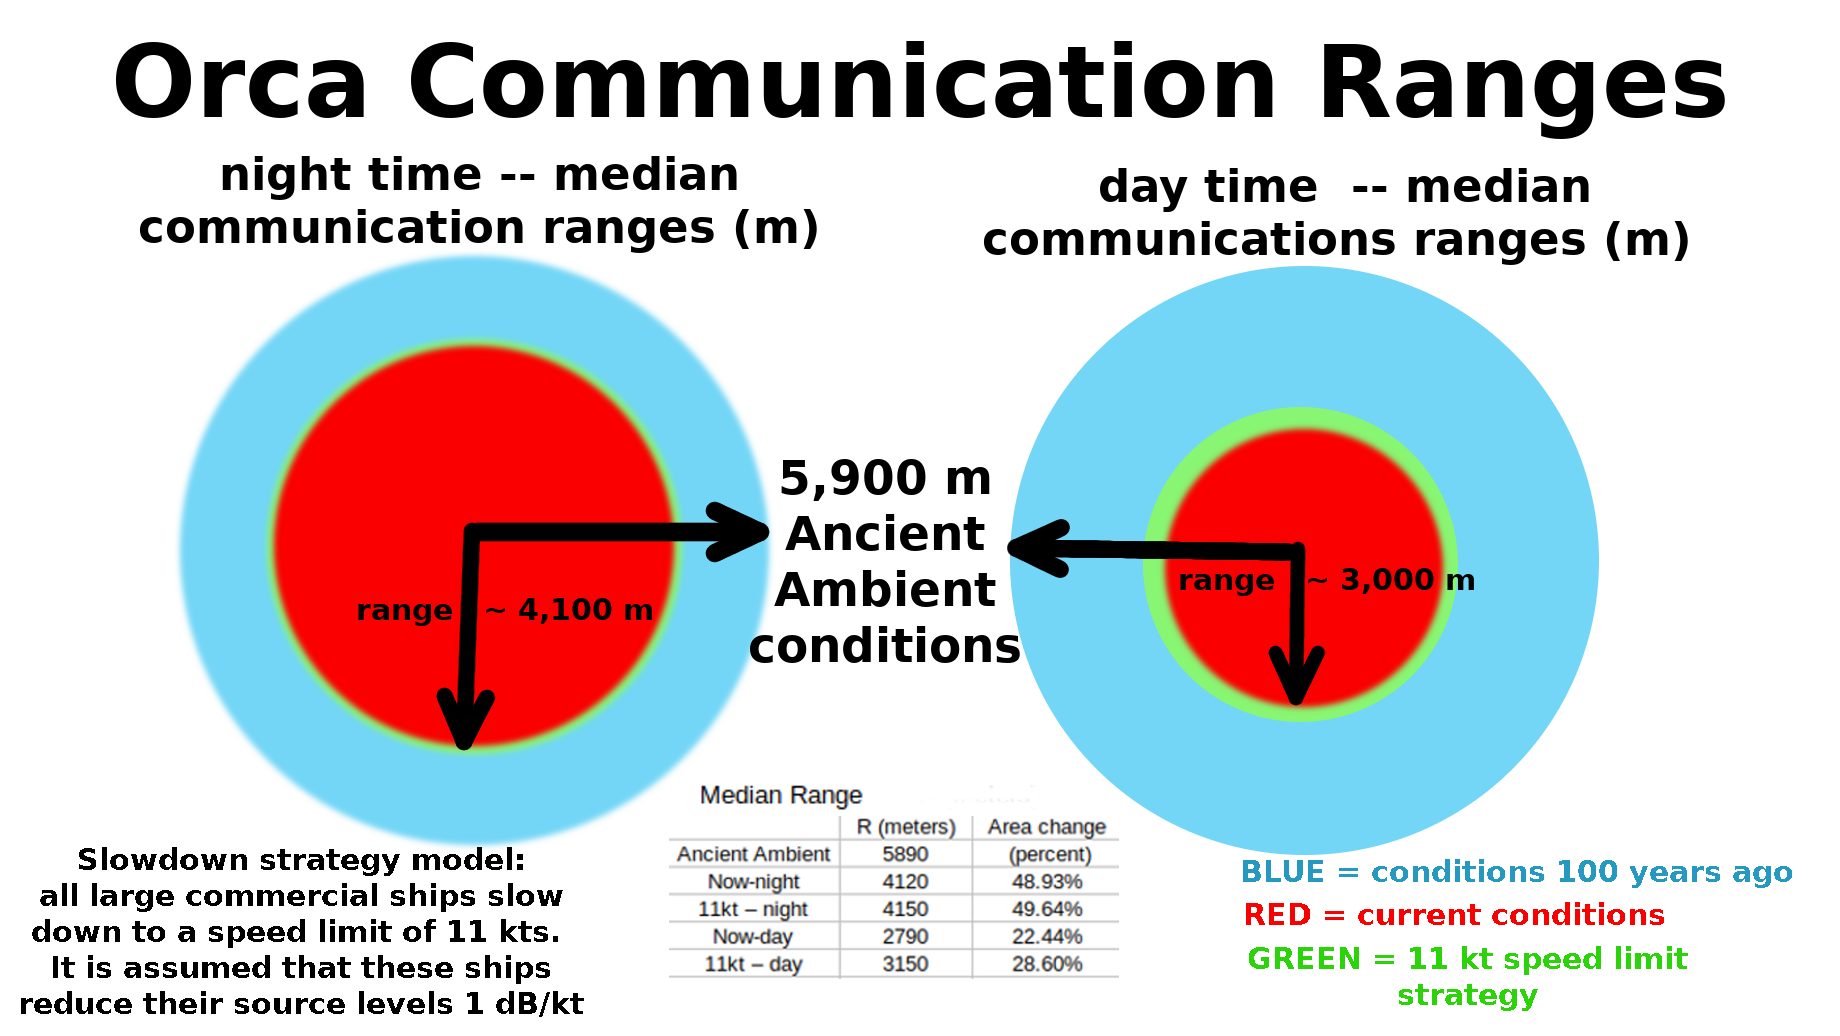 Orca Communication Ranges
night time -- median
communication ranges (m)
day time -- median
communications ranges (m)
5,900 m
Ancient
Ambient
conditions
range ~ 4,100 m
range ~ 3,000 m
Median Range
R (meters) Area change
Ancient Ambient 5890 (percent)
Now-night 4120 48.93%
11kt – night 4150 49.64%
Now-day 2790 22.44%
11kt – day 3150 28.60%
Slowdown strategy model:
all large commercial ships slow
down to a speed limit of 11 kts.
It is assumed that these ships
reduce their source levels 1 dB/kt
BLUE = conditions 100 years ago
RED = current conditions
GREEN = 11 kt speed limit
strategy